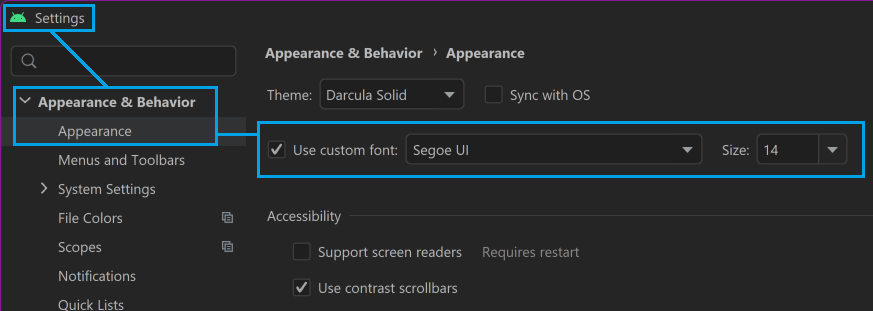 Settings
Appearance & Behavior › Appearance
Appearance & Behavior
Appearance
Menus and Toolbars
System Settings
File Colors
Scopes
Notifications
Quick Lists
Theme: Darcula Solid Sync with OS
Use custom font: Segoe UI Size: 14
Accessibility
Support screen readers Requires restart
Use contrast scrollbars